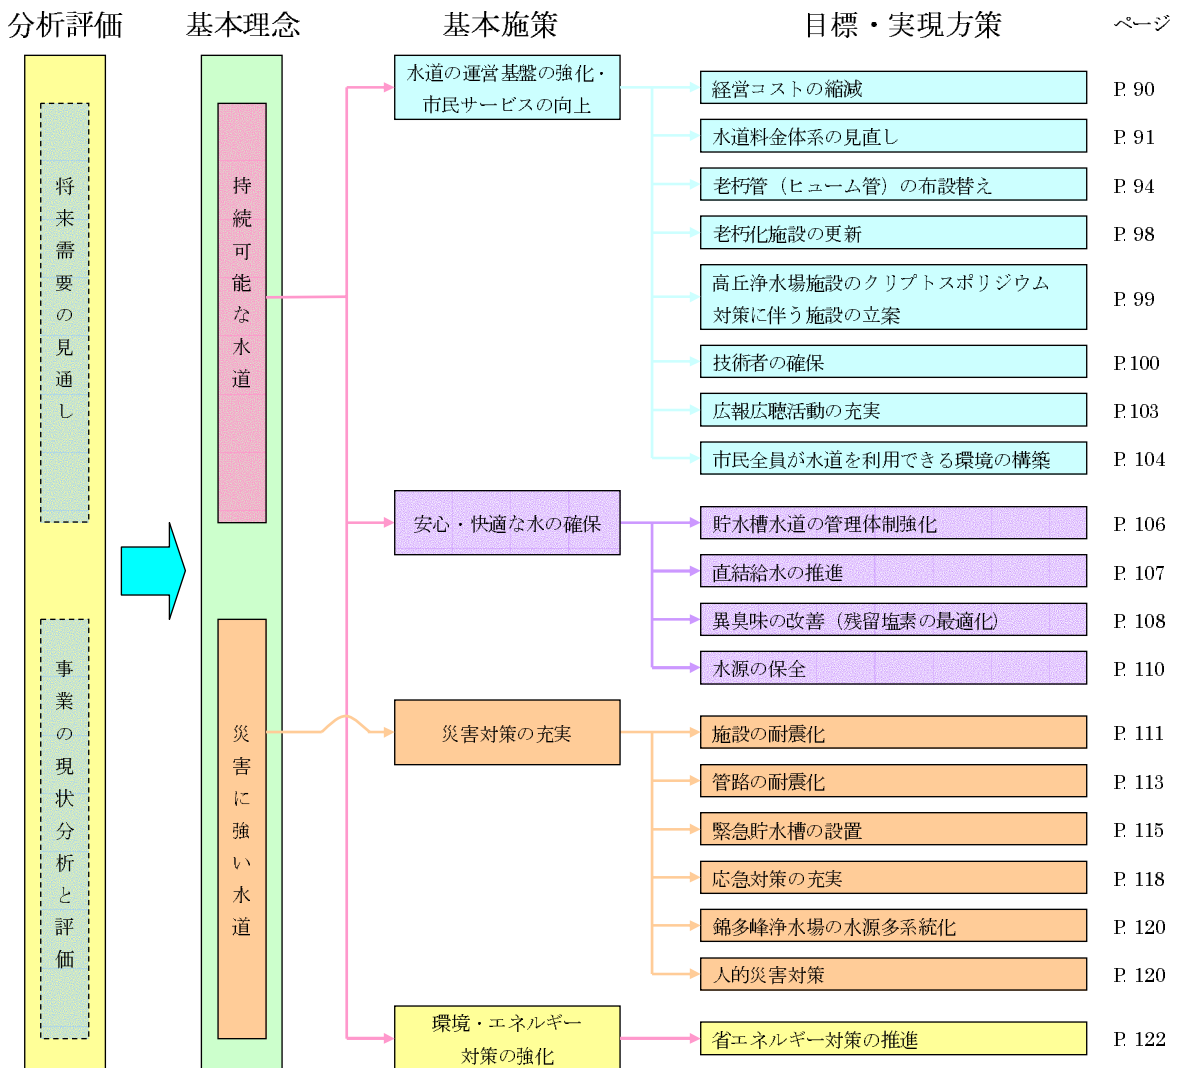 分析評価
基本理念
基本施策
目標・実現方策
ページ
将来需要の見通し
事業の現状分析と評価
持続可能な水道
災害に強い水道
水道の運営基盤の強化・
市民サービスの向上
経営コストの縮減
P. 90
水道料金体系の見直し
P. 91
老朽管（ヒューム管）の布設替え
P. 94
老朽化施設の更新
P. 98
高丘浄水場施設のクリプトスポリジウム
対策に伴う施設の立案
P. 99
技術者の確保
P.100
広報広聴活動の充実
P.103
市民全員が水道を利用できる環境の構築
P. 104
安心・快適な水の確保
貯水槽水道の管理体制強化
P. 106
直結給水の推進
P. 107
異臭味の改善（残留塩素の最適化）
P. 108
水源の保全
P. 110
災害対策の充実
施設の耐震化
P. 111
管路の耐震化
P. 113
緊急貯水槽の設置
P. 115
応急対策の充実
P. 118
錦多峰浄水場の水源多系統化
P. 120
人的災害対策
P. 120
環境・エネルギー
対策の強化
省エネルギー対策の推進
P. 122